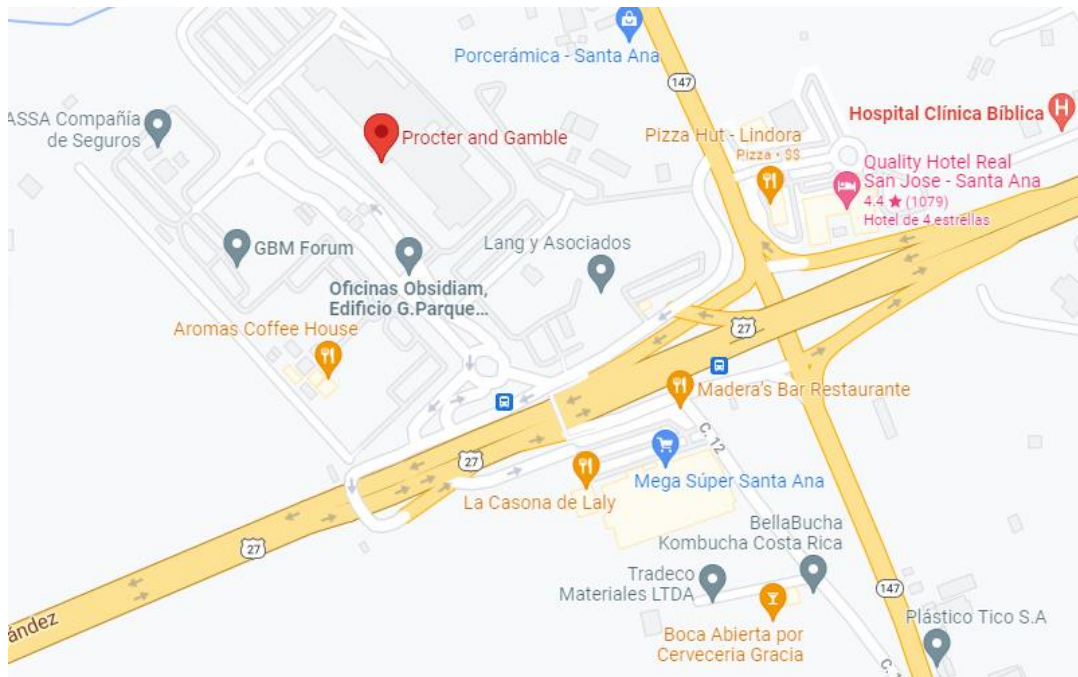 Porcerámica - Santa Ana
147
ASSA Compañía
de Seguros
Procter and Gamble
Hospital Clínica Bíblica
H
Pizza Hut - Lindora
Pizza • $$
Quality Hotel Real
San Jose - Santa Ana
4.4 ★ (1079)
Hotel de 4 estrellas
GBM Forum
Lang y Asociados
Oficinas Obsidiam,
Edificio G.Parque...
Aromas Coffee House
27
Madera's Bar Restaurante
C. 12
27
Mega Súper Santa Ana
La Casona de Laly
BellaBucha
Kombucha Costa Rica
27
Tradeco
Materiales LTDA
147
Plástico Tico S.A
Boca Abierta por
Cerveceria Gracia
ández